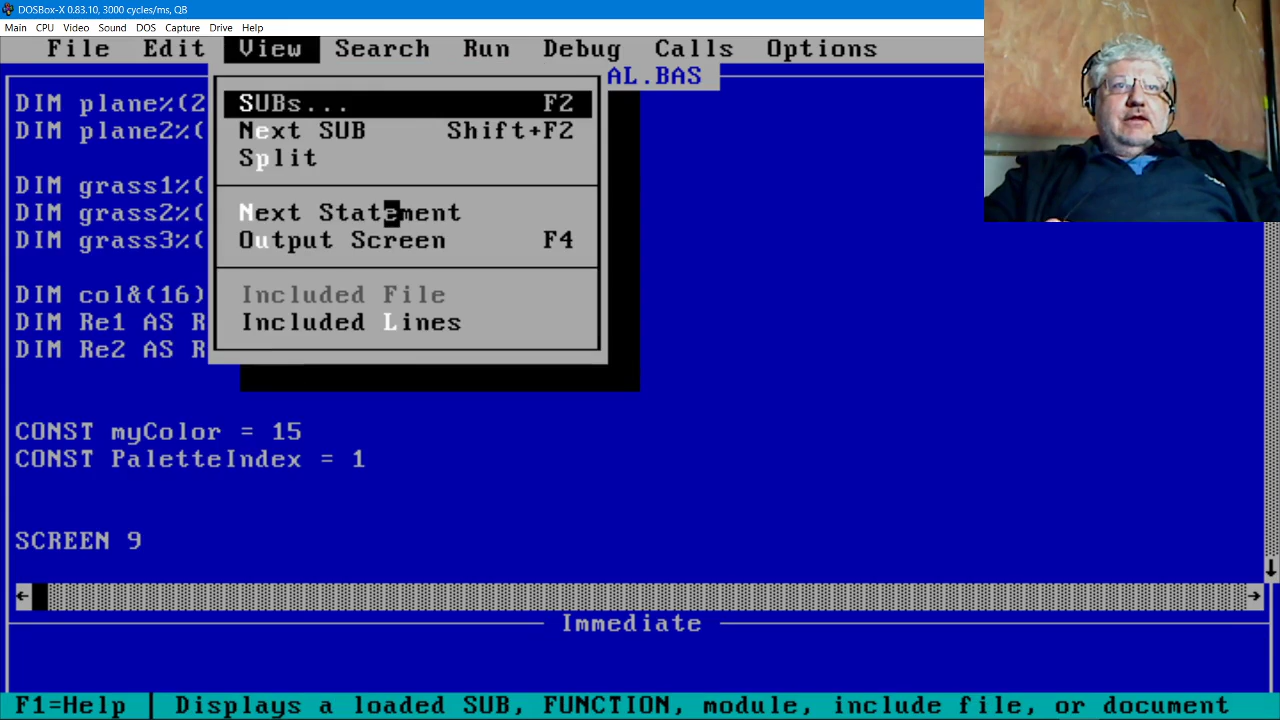 DOSBox-X 0.83.10, 3000 cycles/ms, QB
Main CPU Video Sound DOS Capture Drive Help
File Edit View Search Run Debug Calls Options
AL.BAS
DIM plane%(2
DIM plane2%(
DIM grass1%(
DIM grass2%(
DIM grass3%(
DIM col&(16)
DIM Re1 AS R
DIM Re2 AS R
SUBs... F2
Next SUB Shift+F2
Split
Next Statement
Output Screen F4
Included File
Included Lines
CONST myColor = 15
CONST PaletteIndex = 1
SCREEN 9
Immediate
F1=Help | Displays a loaded SUB, FUNCTION, module, include file, or document